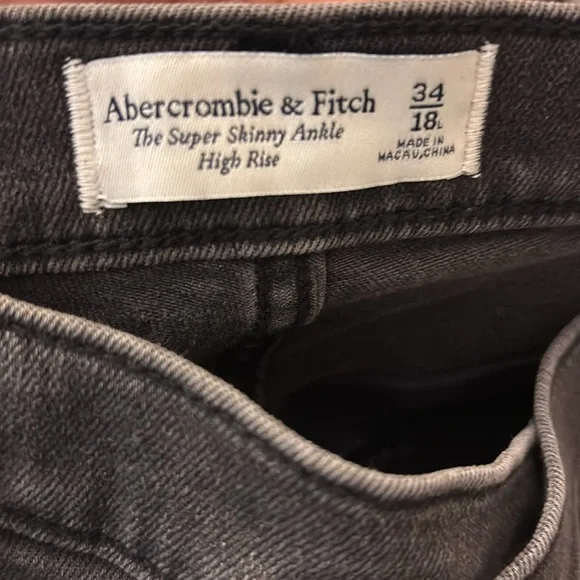 Abercrombie & Fitch
The Super Skinny Ankle
High Rise
34
18L
MADE IN
MACAU, CHINA